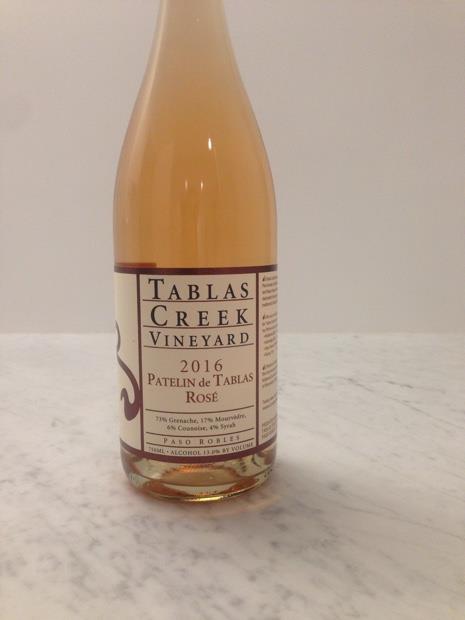 TABLAS
CREEK
VINEYARD
2016
PATELIN de TABLAS
ROSÉ
73% Grenache, 17% Mourvèdre,
6% Counoise, 4% Syrah
PASO ROBLES
750ML • ALCOHOL 13.0% BY VOLUME